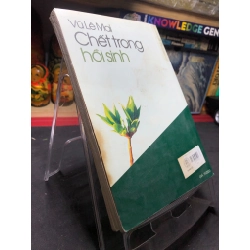 KNOWLEDGE GEN
Vũ Lê Mai
Chết trong
hồi sinh